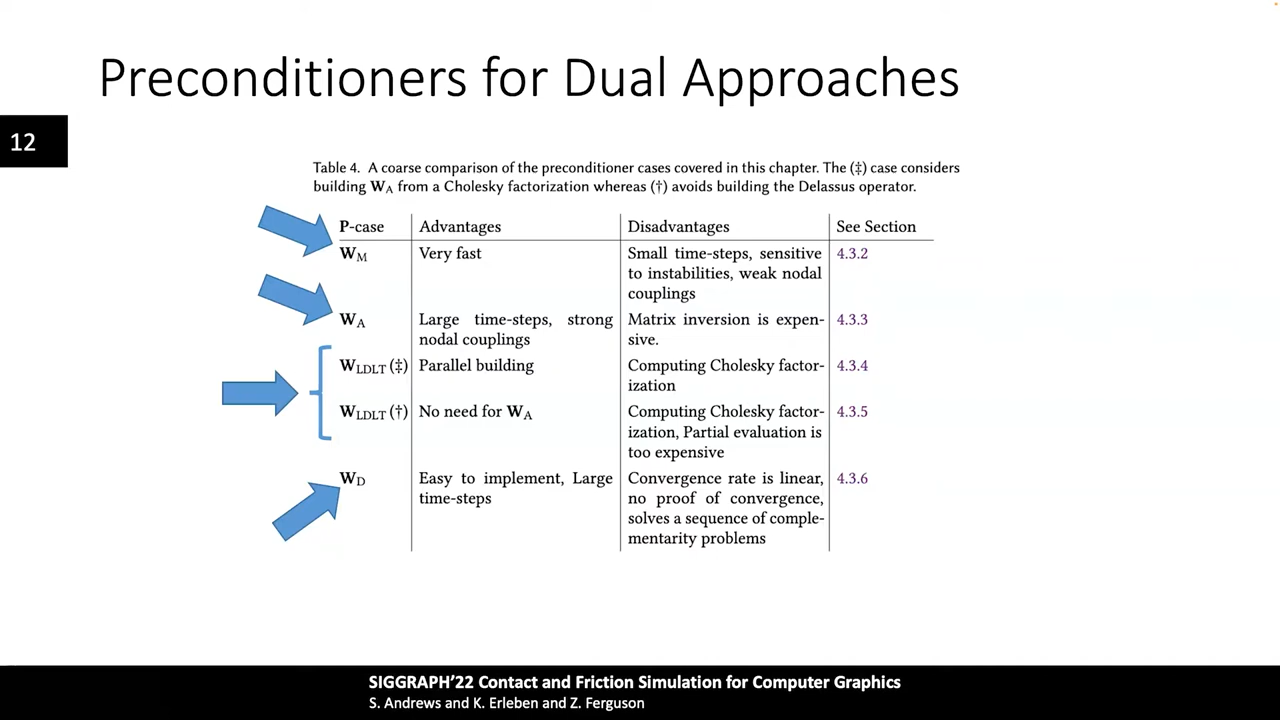 Preconditioners for Dual Approaches
12
Table 4. A coarse comparison of the preconditioner cases covered in this chapter. The (‡) case considers
building W_A from a Cholesky factorization whereas (†) avoids building the Delassus operator.
P-case Advantages Disadvantages See Section
W_M Very fast Small time-steps, sensitive 4.3.2
to instabilities, weak nodal
couplings
W_A Large time-steps, strong Matrix inversion is expen- 4.3.3
nodal couplings sive.
W_LDLT (‡) Parallel building Computing Cholesky factor- 4.3.4
ization
W_LDLT (†) No need for W_A Computing Cholesky factor- 4.3.5
ization, Partial evaluation is
too expensive
W_D Easy to implement, Large Convergence rate is linear, 4.3.6
time-steps no proof of convergence,
solves a sequence of comple-
mentarity problems
SIGGRAPH'22 Contact and Friction Simulation for Computer Graphics
S. Andrews and K. Erleben and Z. Ferguson